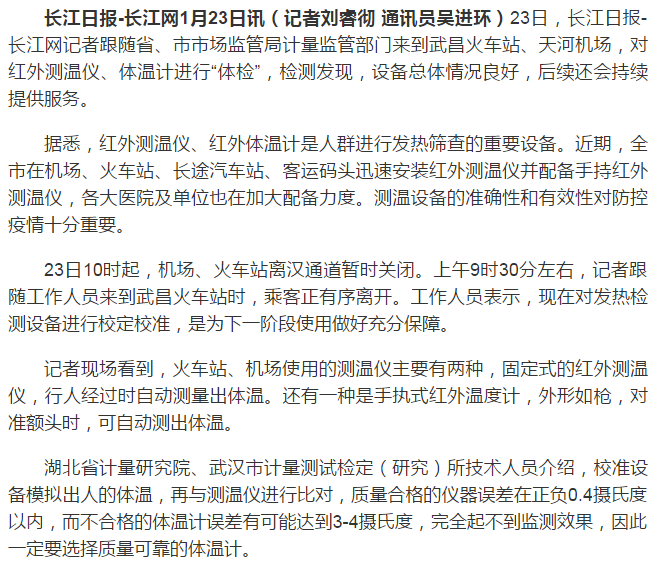 长江日报-长江网1月23日讯（记者刘睿彻 通讯员吴进环）23日，长江日报-
长江网记者跟随省、市市场监管局计量监管部门来到武昌火车站、天河机场，对
红外测温仪、体温计进行“体检”，检测发现，设备总体情况良好，后续还会持续
提供服务。
据悉，红外测温仪、红外体温计是人群进行发热筛查的重要设备。近期，全
市在机场、火车站、长途汽车站、客运码头迅速安装红外测温仪并配备手持红外
测温仪，各大医院及单位也在加大配备力度。测温设备的准确性和有效性对防控
疫情十分重要。
23日10时起，机场、火车站离汉通道暂时关闭。上午9时30分左右，记者跟
随工作人员来到武昌火车站时，乘客正有序离开。工作人员表示，现在对发热检
测设备进行校定校准，是为下一阶段使用做好充分保障。
记者现场看到，火车站、机场使用的测温仪主要有两种，固定式的红外测温
仪，行人经过时自动测量出体温。还有一种是手执式红外温度计，外形如枪，对
准额头时，可自动测出体温。
湖北省计量研究院、武汉市计量测试检定（研究）所技术人员介绍，校准设
备模拟出人的体温，再与测温仪进行比对，质量合格的仪器误差在正负0.4摄氏度
以内，而不合格的体温计误差有可能达到3-4摄氏度，完全起不到监测效果，因此
一定要选择质量可靠的体温计。